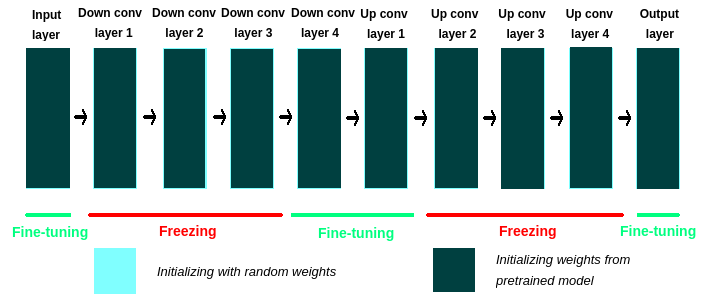 Input layer
Down conv layer 1
Down conv layer 2
Down conv layer 3
Down conv layer 4
Up conv layer 1
Up conv layer 2
Up conv layer 3
Up conv layer 4
Output layer
Fine-tuning
Freezing
Fine-tuning
Freezing
Fine-tuning
Initializing with random weights
Initializing weights from
pretrained model